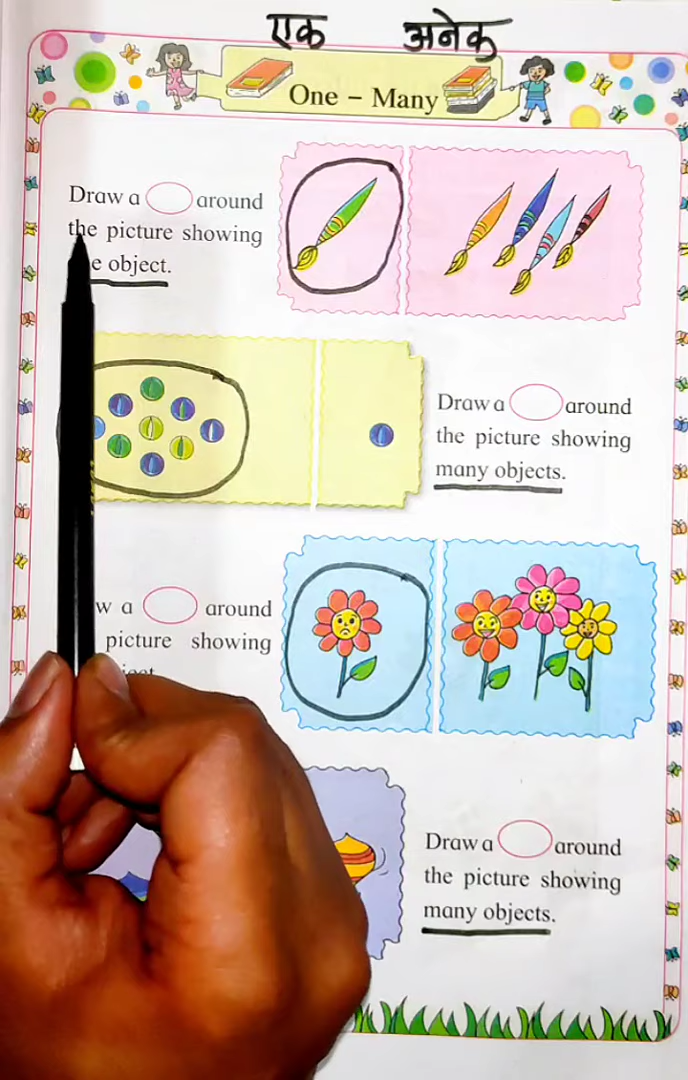 एक अनेक
One – Many
Draw a around
the picture showing
e object.
Draw a around
the picture showing
many objects.
w a around
picture showing
Draw a around
the picture showing
many objects.